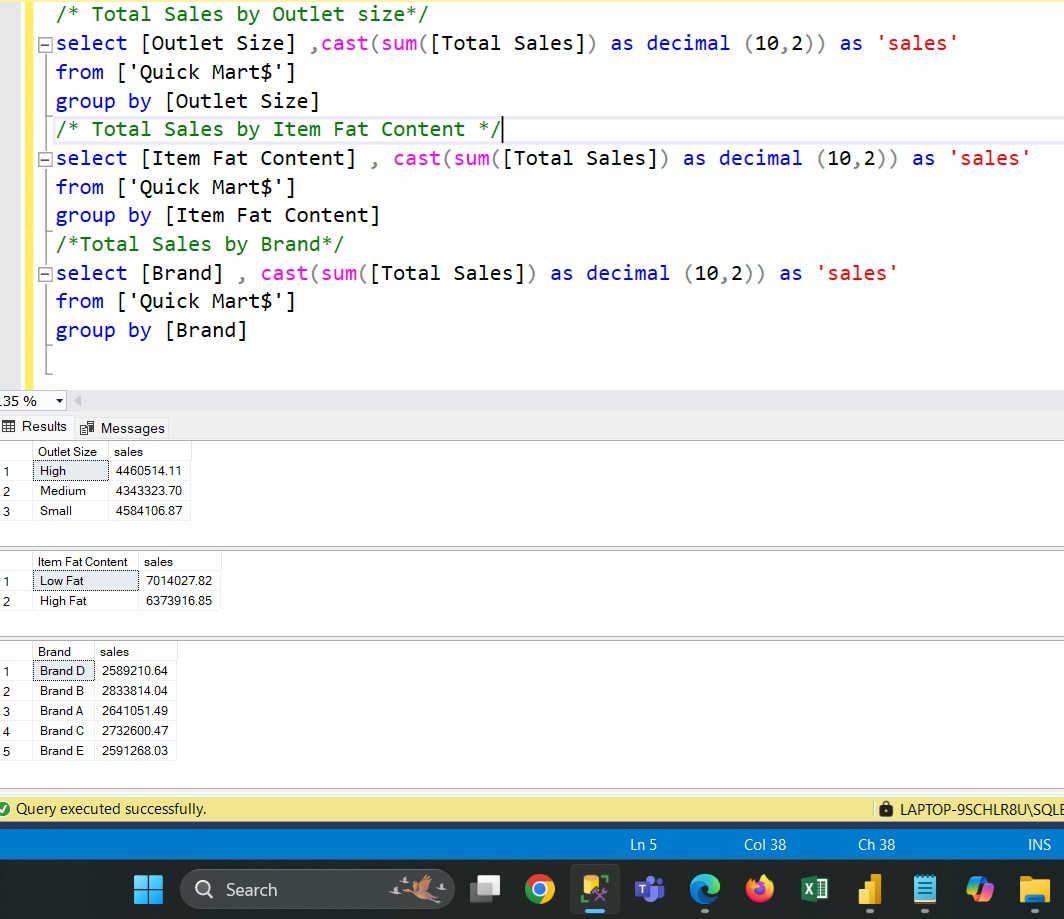 /* Total Sales by Outlet size*/
select [Outlet Size] ,cast(sum([Total Sales]) as decimal (10,2)) as 'sales'
from ['Quick Mart$']
group by [Outlet Size]
/* Total Sales by Item Fat Content */
select [Item Fat Content] , cast(sum([Total Sales]) as decimal (10,2)) as 'sales'
from ['Quick Mart$']
group by [Item Fat Content]
/*Total Sales by Brand*/
select [Brand] , cast(sum([Total Sales]) as decimal (10,2)) as 'sales'
from ['Quick Mart$']
group by [Brand]
35 %
Results Messages
Outlet Size sales
1 High 4460514.11
2 Medium 4343323.70
3 Small 4584106.87
Item Fat Content sales
1 Low Fat 7014027.82
2 High Fat 6373916.85
Brand sales
1 Brand D 2589210.64
2 Brand B 2833814.04
3 Brand A 2641051.49
4 Brand C 2732600.47
5 Brand E 2591268.03
Query executed successfully. LAPTOP-9SCHLR8U\SQLE
Ln 5 Col 38 Ch 38 INS
Search